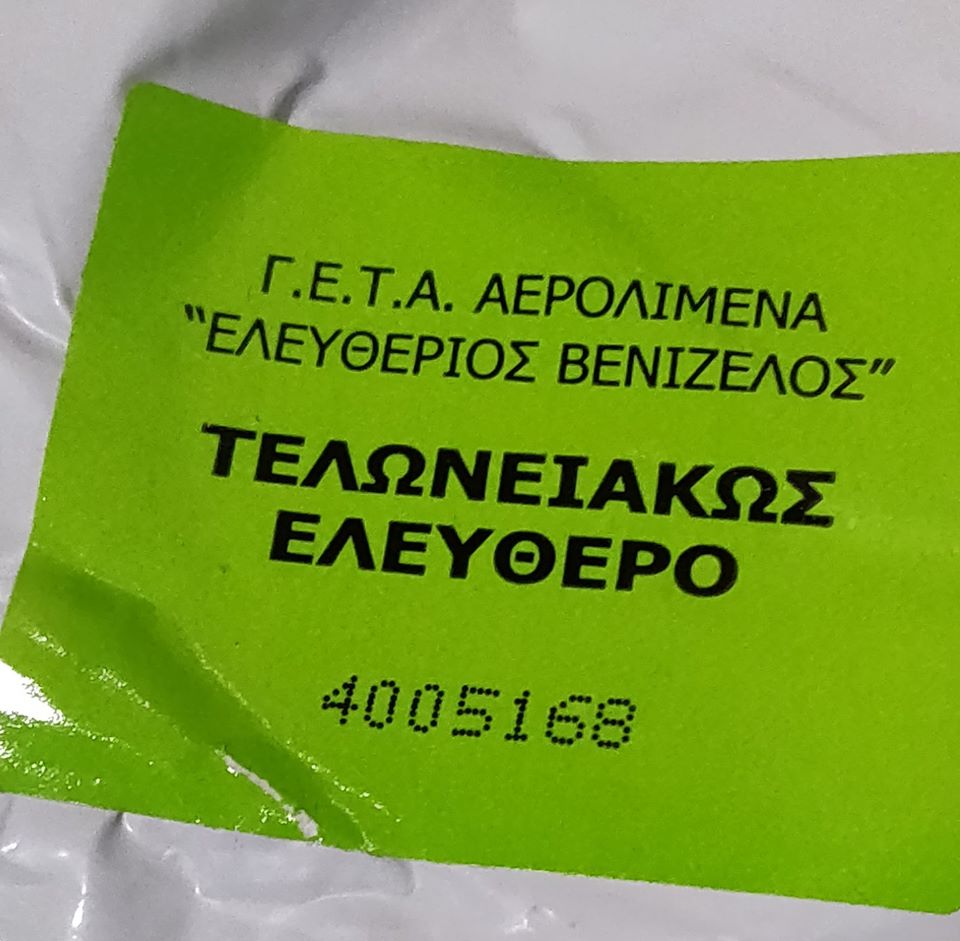 Γ.Ε.Τ.Α. ΑΕΡΟΛΙΜΕΝΑ
“ΕΛΕΥΘΕΡΙΟΣ ΒΕΝΙΖΕΛΟΣ”
ΤΕΛΩΝΕΙΑΚΩΣ
ΕΛΕΥΘΕΡΟ
4005168